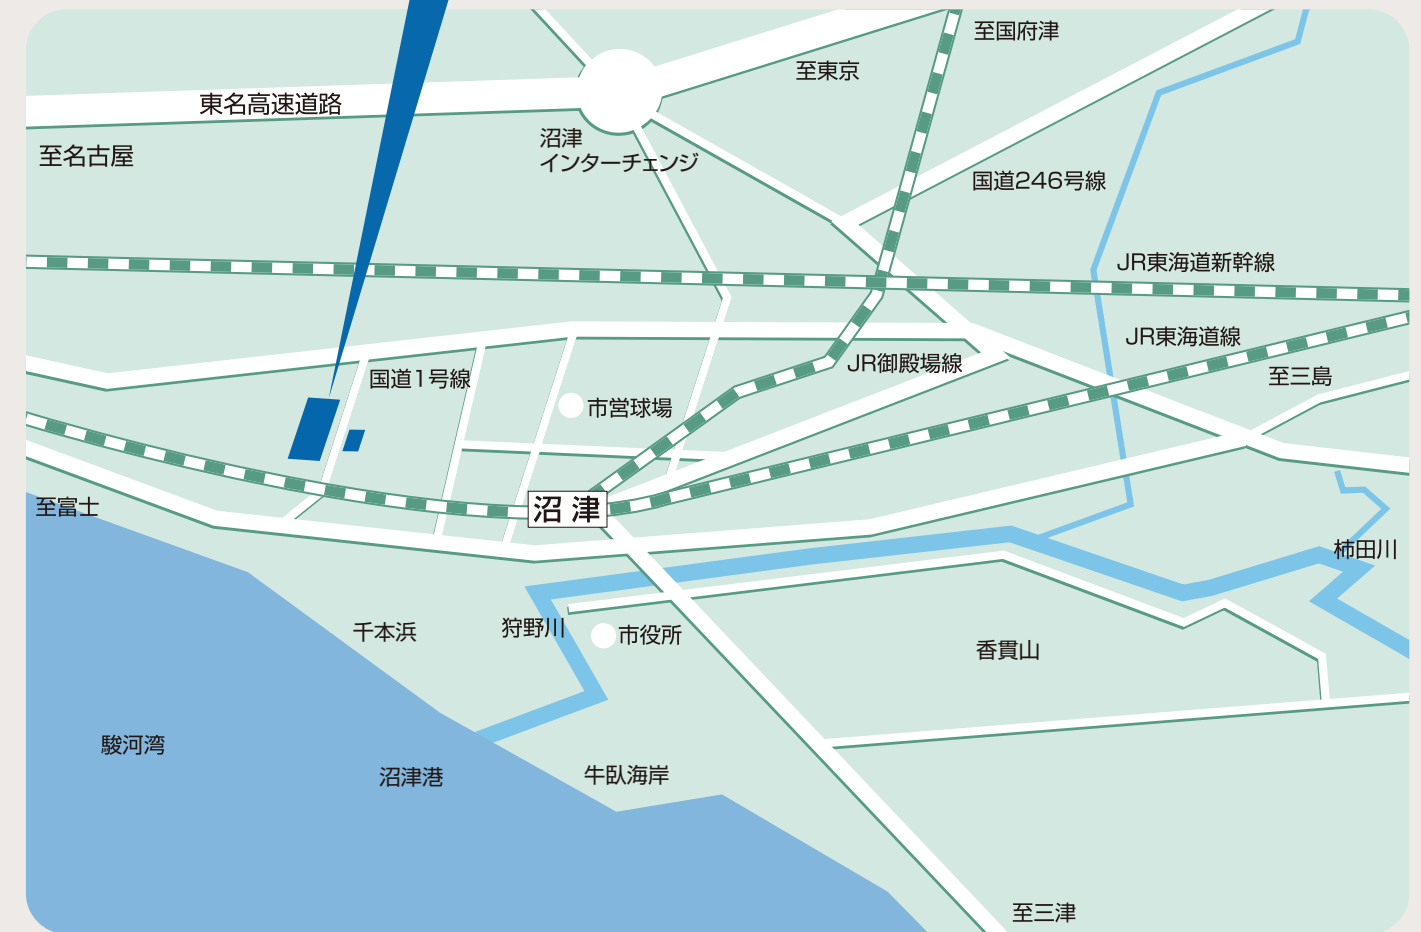 至国府津
至東京
東名高速道路
沼津
インターチェンジ
至名古屋
国道246号線
JR東海道新幹線
JR東海道線
JR御殿場線
至三島
国道1号線
市営球場
至富士
沼 津
柿田川
千本浜
狩野川
市役所
香貫山
駿河湾
沼津港
牛臥海岸
至三津